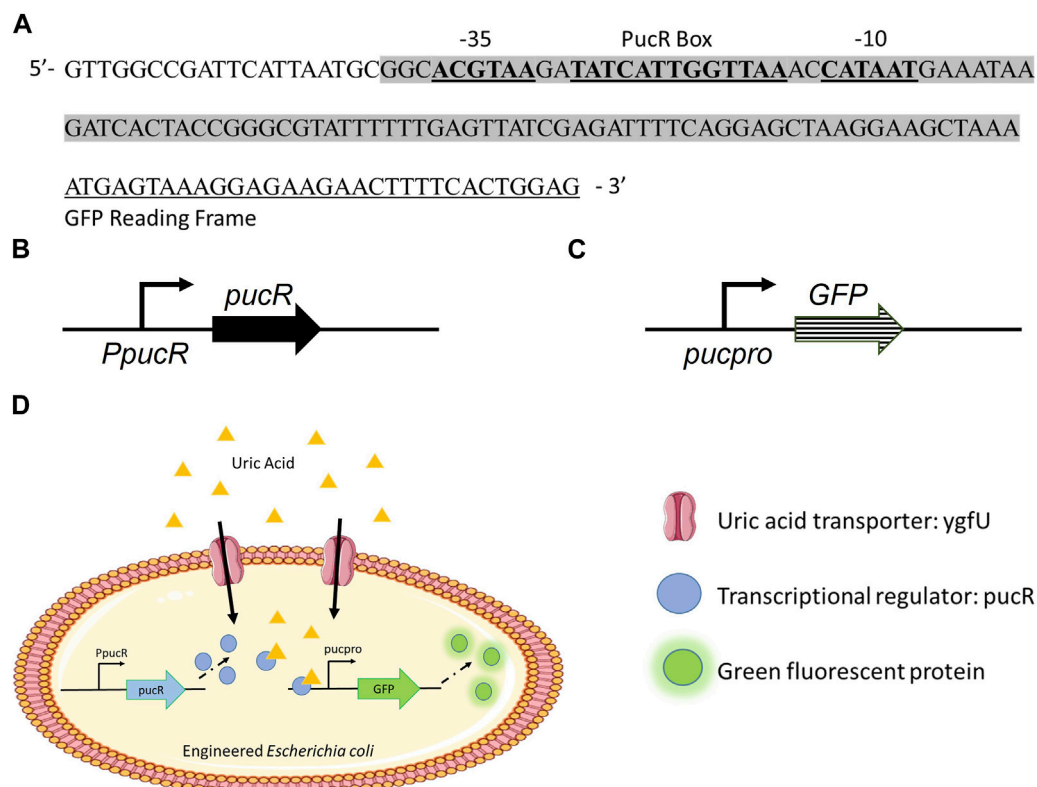 A
-35 PucR Box -10
5’- GTTGGCCGATTCATTAATGCGGCACGTAAGATATCATTGGTTAAACCATAATGAAATAA
GATCACTACCGGGCGTATTTTTTGAGTTATCGAGATTTTCAGGAGCTAAGGAAGCTAAA
ATGAGTAAAGGAGAAGAACTTTTCACTGGAG - 3’
GFP Reading Frame
B
pucR
PpucR
C
GFP
pucpro
D
Uric Acid
PpucR
pucR
pucpro
GFP
Engineered Escherichia coli
Uric acid transporter: ygfU
Transcriptional regulator: pucR
Green fluorescent protein